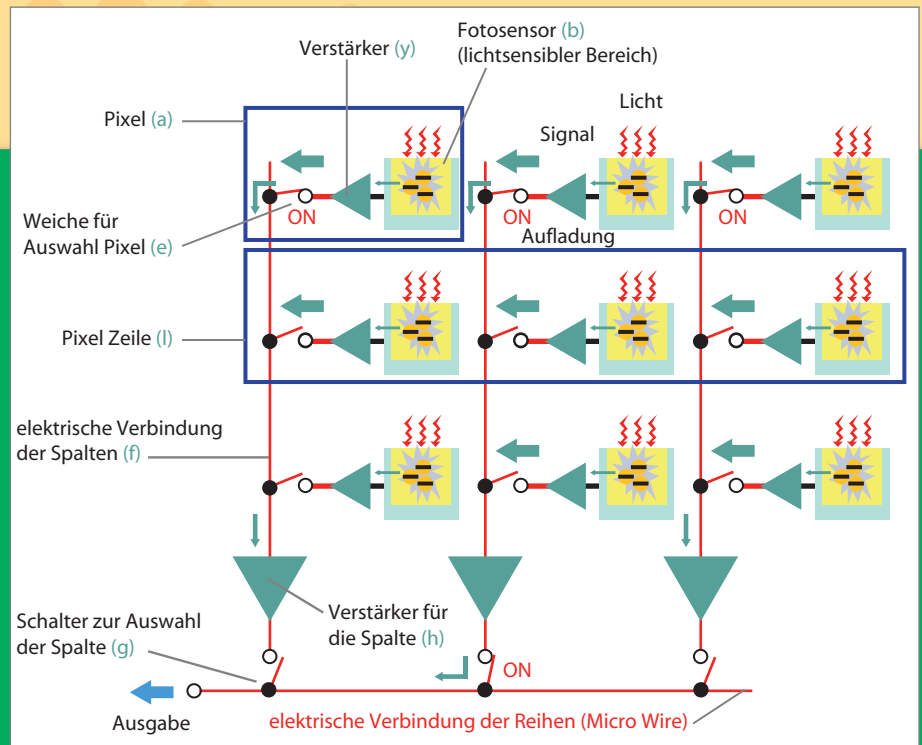 Fotosensor (b)
(lichtsensibler Bereich)
Verstärker (y)
Licht
Pixel (a)
Signal
ON
ON
ON
Weiche für
Auswahl Pixel (e)
Aufladung
Pixel Zeile (l)
elektrische Verbindung
der Spalten (f)
Verstärker für
die Spalte (h)
Schalter zur Auswahl
der Spalte (g)
ON
Ausgabe
elektrische Verbindung der Reihen (Micro Wire)